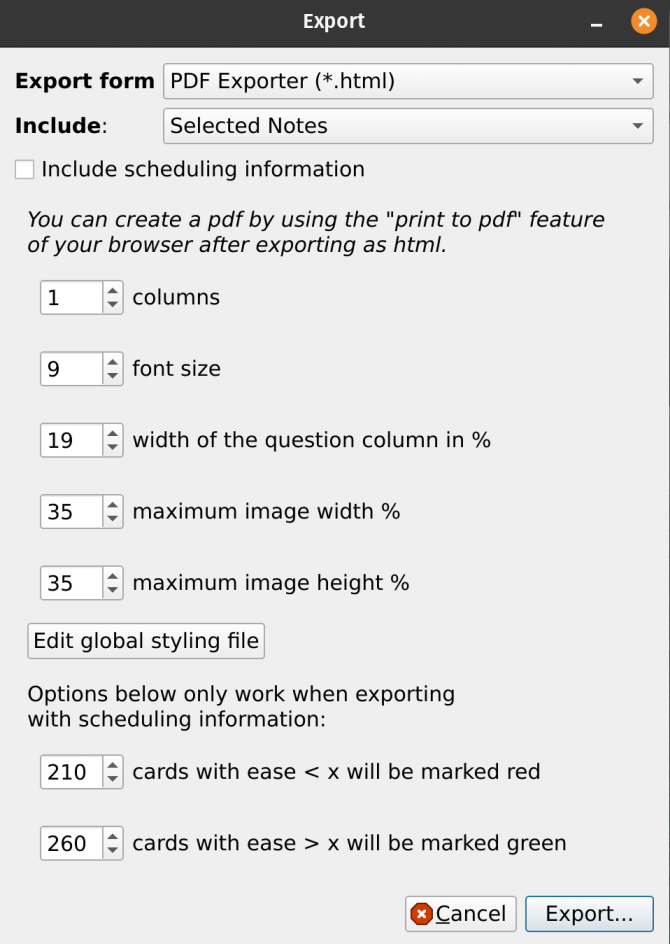 Export
Export form PDF Exporter (*.html)
Include: Selected Notes
Include scheduling information
You can create a pdf by using the "print to pdf" feature
of your browser after exporting as html.
1 columns
9 font size
19 width of the question column in %
35 maximum image width %
35 maximum image height %
Edit global styling file
Options below only work when exporting
with scheduling information:
210 cards with ease < x will be marked red
260 cards with ease > x will be marked green
Cancel Export...